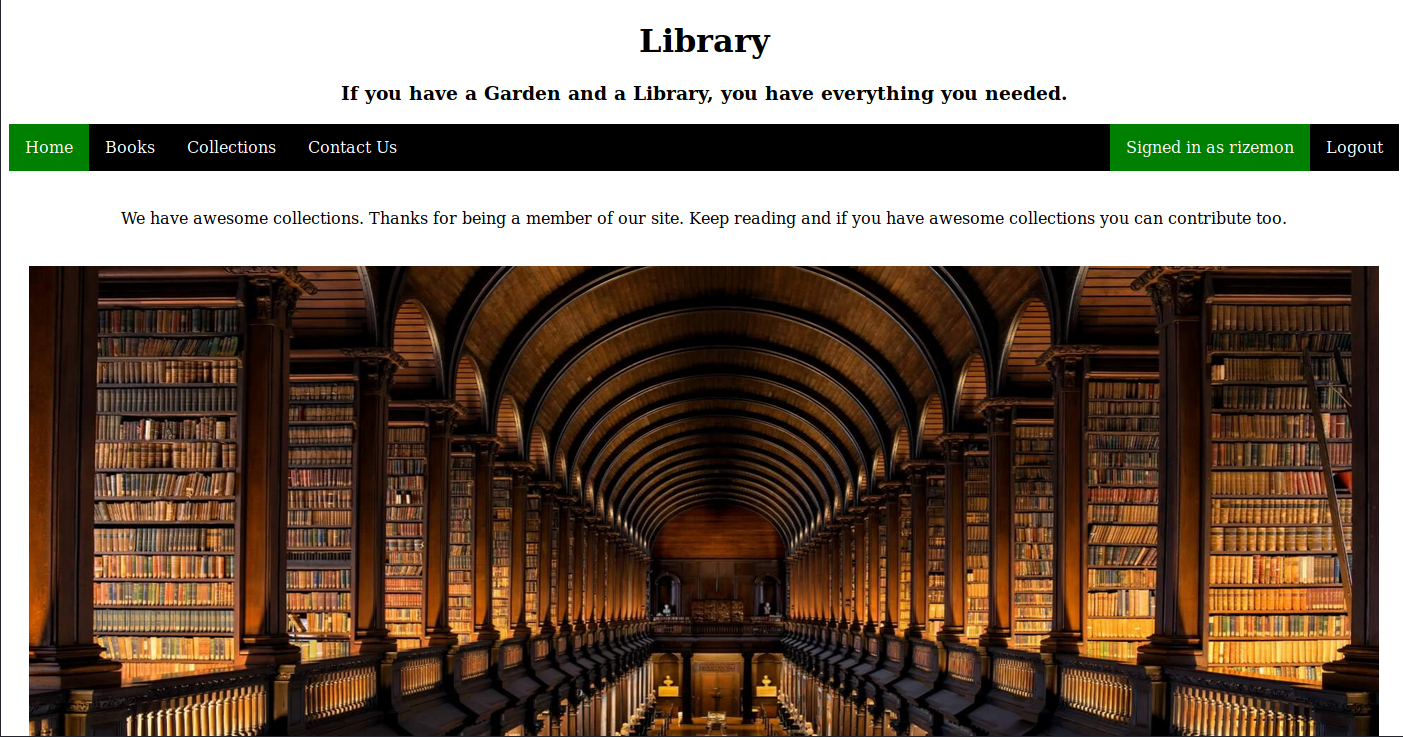 Library
If you have a Garden and a Library, you have everything you needed.
Home Books Collections Contact Us Signed in as rizemon Logout
We have awesome collections. Thanks for being a member of our site. Keep reading and if you have awesome collections you can contribute too.